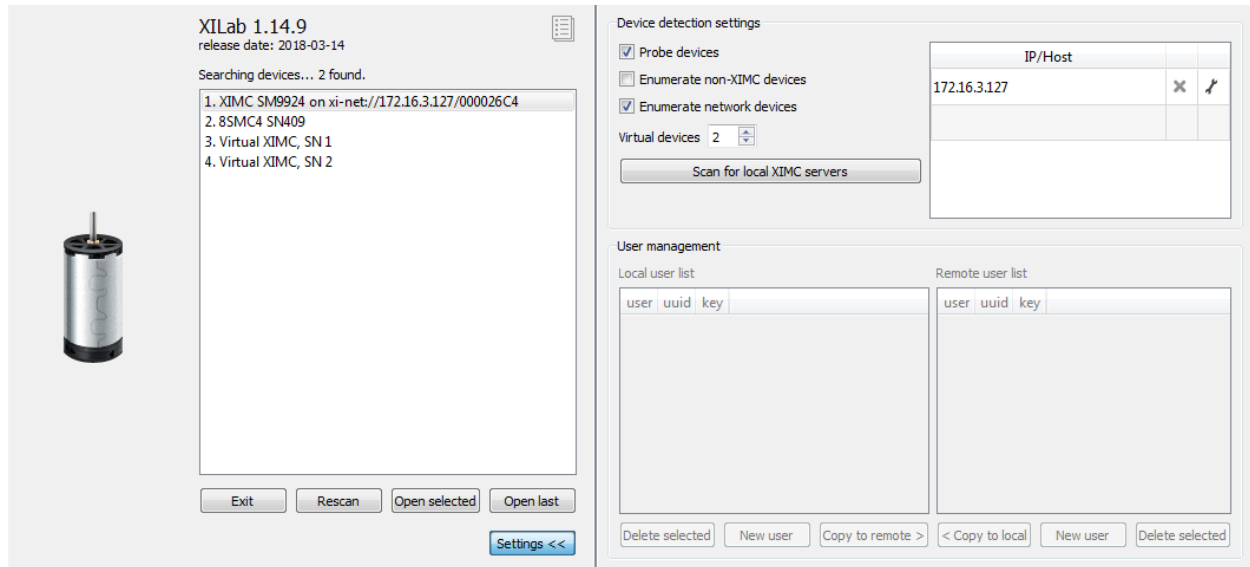 XILab 1.14.9
release date: 2018-03-14
Searching devices... 2 found.
1. XIMC SM9924 on xi-net://172.16.3.127/000026C4
2. 8SMC4 SN409
3. Virtual XIMC, SN 1
4. Virtual XIMC, SN 2
Exit Rescan Open selected Open last
Settings <<
Device detection settings
Probe devices
Enumerate non-XIMC devices
Enumerate network devices
Virtual devices 2
Scan for local XIMC servers
IP/Host
172.16.3.127
User management
Local user list
user uuid key
Delete selected New user Copy to remote >
Remote user list
user uuid key
< Copy to local New user Delete selected